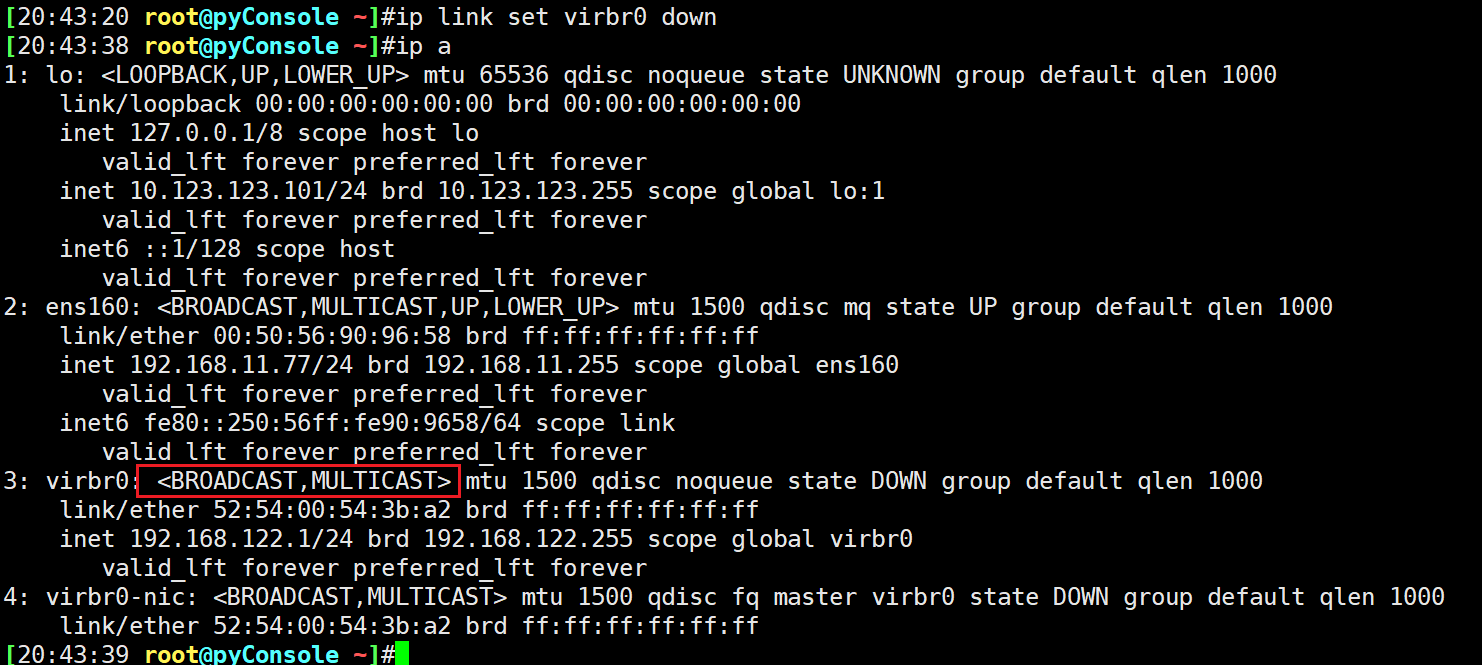 [20:43:20 root@pyConsole ~]#ip link set virbr0 down
[20:43:38 root@pyConsole ~]#ip a
1: lo: <LOOPBACK,UP,LOWER_UP> mtu 65536 qdisc noqueue state UNKNOWN group default qlen 1000
    link/loopback 00:00:00:00:00:00 brd 00:00:00:00:00:00
    inet 127.0.0.1/8 scope host lo
       valid_lft forever preferred_lft forever
    inet 10.123.123.101/24 brd 10.123.123.255 scope global lo:1
       valid_lft forever preferred_lft forever
    inet6 ::1/128 scope host
       valid_lft forever preferred_lft forever
2: ens160: <BROADCAST,MULTICAST,UP,LOWER_UP> mtu 1500 qdisc mq state UP group default qlen 1000
    link/ether 00:50:56:90:96:58 brd ff:ff:ff:ff:ff:ff
    inet 192.168.11.77/24 brd 192.168.11.255 scope global ens160
       valid_lft forever preferred_lft forever
    inet6 fe80::250:56ff:fe90:9658/64 scope link
       valid_lft forever preferred_lft forever
3: virbr0: <BROADCAST,MULTICAST> mtu 1500 qdisc noqueue state DOWN group default qlen 1000
    link/ether 52:54:00:54:3b:a2 brd ff:ff:ff:ff:ff:ff
    inet 192.168.122.1/24 brd 192.168.122.255 scope global virbr0
       valid_lft forever preferred_lft forever
4: virbr0-nic: <BROADCAST,MULTICAST> mtu 1500 qdisc fq master virbr0 state DOWN group default qlen 1000
    link/ether 52:54:00:54:3b:a2 brd ff:ff:ff:ff:ff:ff
[20:43:39 root@pyConsole ~]#